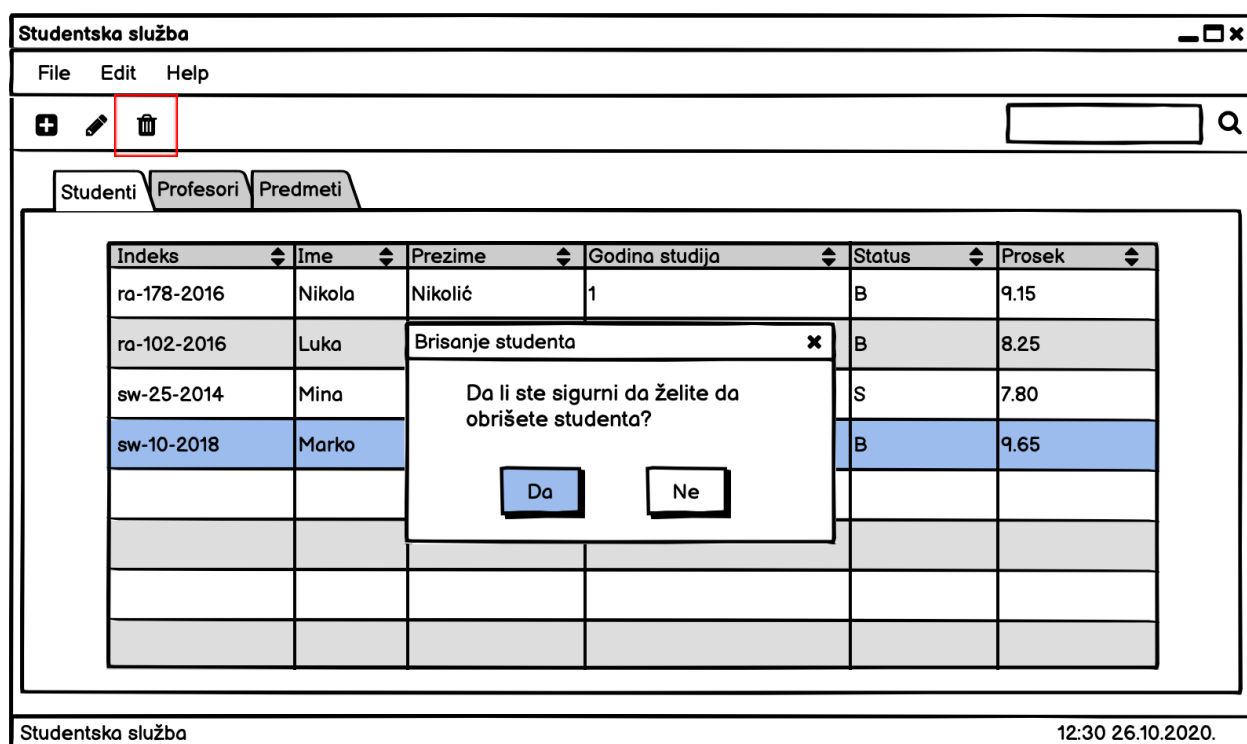 Studentska služba
File Edit Help
Studenti Profesori Predmeti
Indeks Ime Prezime Godina studija Status Prosek
ra-178-2016 Nikola Nikolić 1 B 9.15
ra-102-2016 Luka B 8.25
Brisanje studenta
sw-25-2014 Mina S 7.80
Da li ste sigurni da želite da
obrišete studenta?
sw-10-2018 Marko B 9.65
Da Ne
Studentska služba 12:30 26.10.2020.